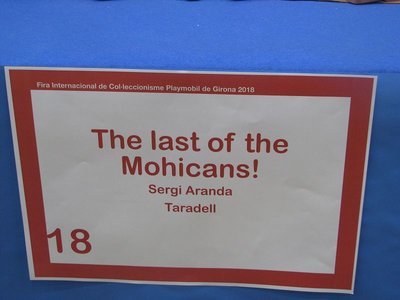 Fira Internacional de Col·leccionisme Playmobil de Girona 2018
The last of the
Mohicans!
Sergi Aranda
Taradell
18